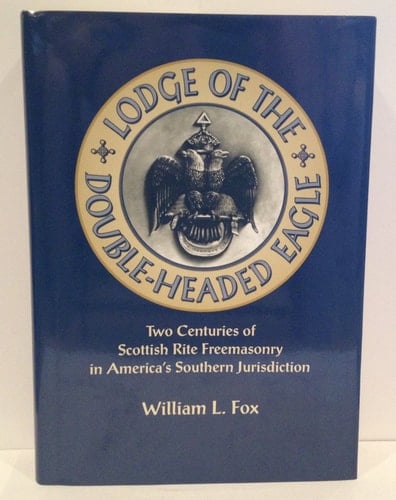 LODGE OF THE
DOUBLE-HEADED EAGLE
Two Centuries of
Scottish Rite Freemasonry
in America's Southern Jurisdiction
William L. Fox